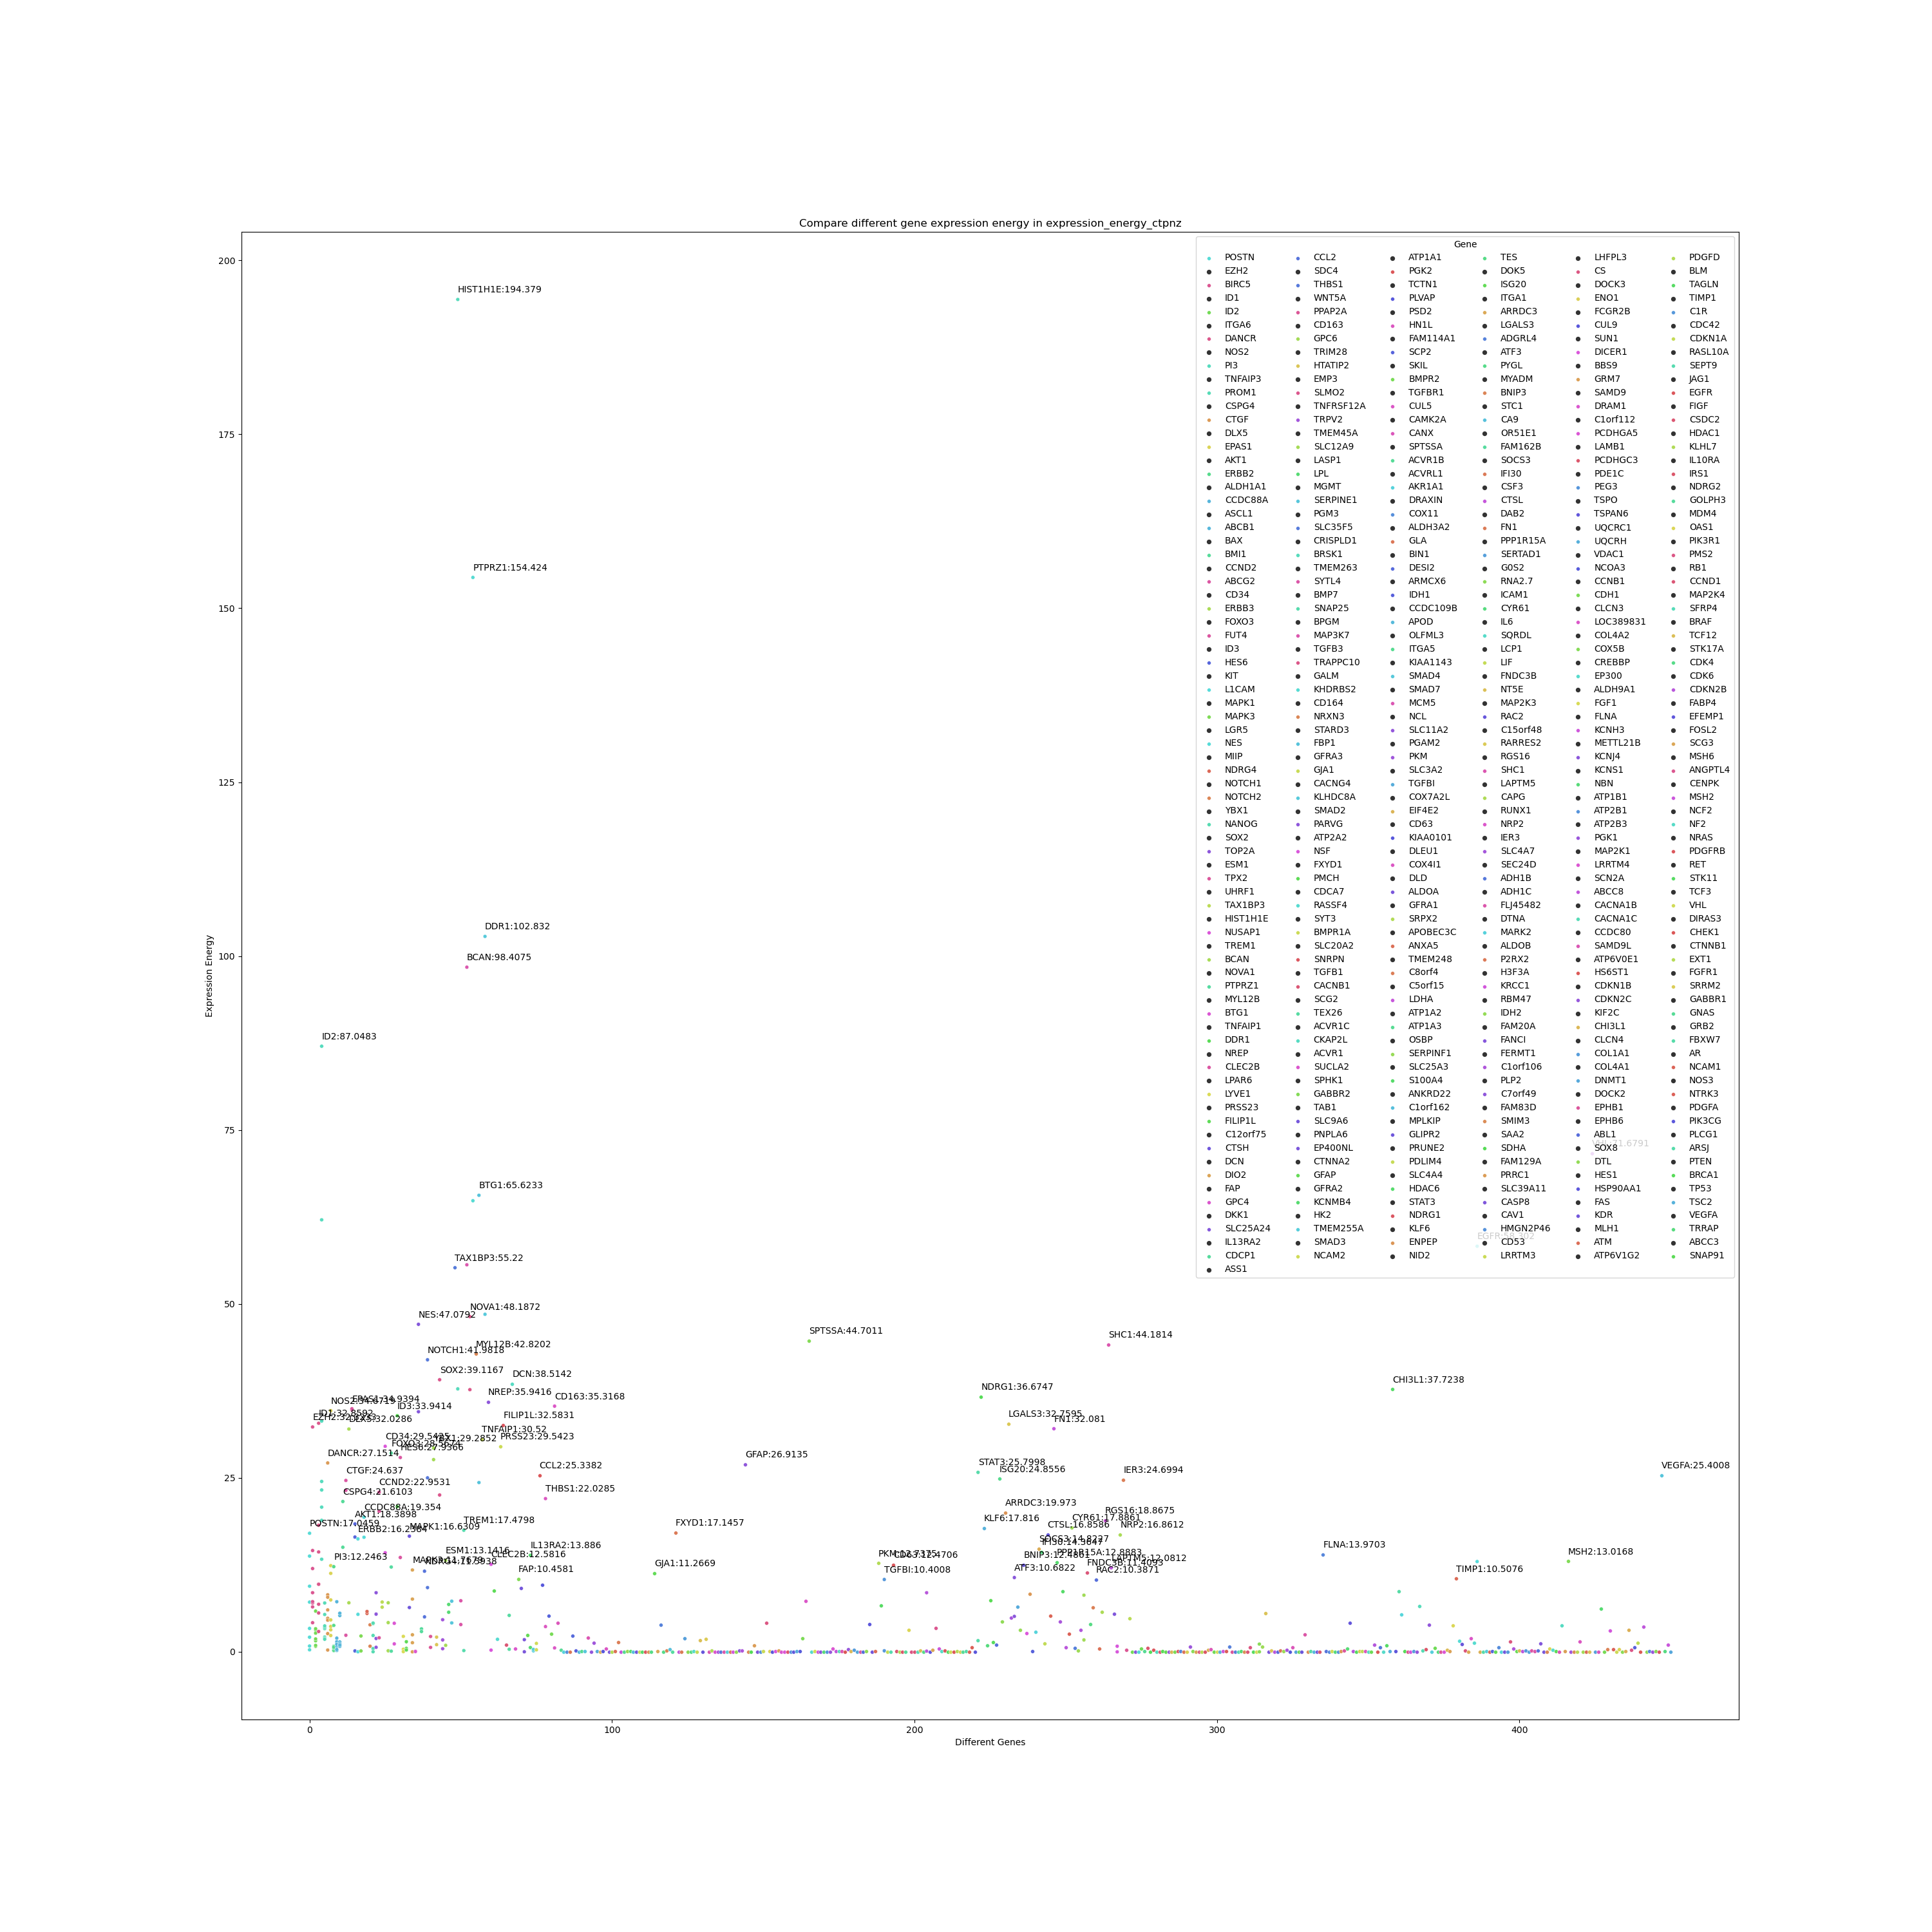 Compare different gene expression energy in expression_energy_ctpnz
Expression Energy
200
175
150
125
100
75
50
25
0
HIST1H1E:194.379
PTPRZ1:154.424
DDR1:102.832
BCAN:98.4075
ID2:87.0483
BTG1:65.6233
TAX1BP3:55.22
NOVA1:48.1872
NES:47.0792
SPTSSA:44.7011
SHC1:44.1814
MYL12B:42.8202
NOTCH1:41.9818
SOX2:39.1167
DCN:38.5142
CHI3L1:37.7238
NDRG1:36.6747
NREP:35.9416
CD163:35.3168
ID3:33.9414
LGALS3:32.7595
FILIP1L:32.5831
FN1:32.081
TNFAIP1:30.52
PRSS23:29.5423
DANCR:27.1514
GFAP:26.9135
STAT3:25.7998
VEGFA:25.4008
CCL2:25.3382
ISG20:24.8556
IER3:24.6994
CTGF:24.637
CCND2:22.9531
THBS1:22.0285
CSPG4:21.6103
ARRDC3:19.973
CCDC88A:19.354
RGS16:18.8675
AKT1:18.3898
CYR61:17.8861
KLF6:17.816
TREM1:17.4798
FXYD1:17.1457
POSTN:17.0459
NRP2:16.8612
CTSL:16.8586
MAPK1:16.6309
FLNA:13.9703
IL13RA2:13.886
ESM1:13.1416
MSH2:13.0168
PPP1R15A:12.8883
CLEC2B:12.5816
PI3:12.2463
GJA1:11.2669
ATF3:10.6822
TIMP1:10.5076
FAP:10.4581
TGFBI:10.4008
RAC2:10.3871
0
100
200
300
400
Different Genes
Gene
POSTN CCL2 ATP1A1 TES LHFPL3 PDGFD
EZH2 SDC4 PGK2 DOK5 CS BLM
BIRC5 THBS1 TCTN1 ISG20 DOCK3 TAGLN
ID1 WNT5A PLVAP ITGA1 ENO1 TIMP1
ID2 PPAP2A PSD2 ARRDC3 FCGR2B C1R
ITGA6 CD163 HN1L LGALS3 CUL9 CDC42
DANCR GPC6 FAM114A1 ADGRL4 SUN1 CDKN1A
NOS2 TRIM28 SCP2 ATF3 DICER1 RASL10A
PI3 HTATIP2 SKIL PYGL BBS9 SEPT9
TNFAIP3 EMP3 BMPR2 MYADM GRM7 JAG1
PROM1 SLMO2 TGFBR1 BNIP3 SAMD9 EGFR
CSPG4 TNFRSF12A CUL5 STC1 DRAM1 FIGF
CTGF TRPV2 CAMK2A CA9 C1orf112 CSDC2
DLX5 TMEM45A CANX OR51E1 PCDHGA5 HDAC1
EPAS1 SLC12A9 SPTSSA FAM162B LAMB1 KLHL7
AKT1 LASP1 ACVR1B SOCS3 PCDHGC3 IL10RA
ERBB2 LPL ACVRL1 IFI30 PDE1C IRS1
ALDH1A1 MGMT AKR1A1 CSF3 PEG3 NDRG2
CCDC88A SERPINE1 DRAXIN CTSL TSPO GOLPH3
ASCL1 PGM3 COX11 DAB2 TSPAN6 MDM4
ABCB1 SLC35F5 ALDH3A2 FN1 UQCRC1 OAS1
BAX CRISPLD1 GLA PPP1R15A UQCRH PIK3R1
BMI1 BRSK1 BIN1 SERTAD1 VDAC1 PMS2
CCND2 TMEM263 DESI2 G0S2 NCOA3 RB1
ABCG2 SYTL4 ARMCX6 RNA2.7 CCNB1 CCND1
CD34 BMP7 IDH1 ICAM1 CDH1 MAP2K4
ERBB3 SNAP25 CCDC109B CYR61 CLCN3 SFRP4
FOXO3 BPGM APOD IL6 LOC389831 BRAF
FUT4 MAP3K7 OLFML3 SQRDL COL4A2 TCF12
ID3 TGFB3 ITGA5 LCP1 COX5B STK17A
HES6 TRAPPC10 KIAA1143 LIF CREBBP CDK4
KIT GALM SMAD4 FNDC3B EP300 CDK6
L1CAM KHDRBS2 SMAD7 NT5E ALDH9A1 CDKN2B
MAPK1 CD164 MCM5 MAP2K3 FGF1 FABP4
MAPK3 NRXN3 NCL RAC2 FLNA EFEMP1
LGR5 STARD3 SLC11A2 C15orf48 KCNH3 FOSL2
NES FBP1 PGAM2 RARRES2 METTL21B SCG3
MIIP GFRA3 PKM RGS16 KCNJ4 MSH6
NDRG4 GJA1 SLC3A2 SHC1 KCNS1 ANGPTL4
NOTCH1 CACNG4 TGFBI LAPTM5 NBN CENPK
NOTCH2 KLHDC8A COX7A2L CAPG ATP1B1 MSH2
YBX1 SMAD2 EIF4E2 RUNX1 ATP2B1 NCF2
NANOG PARVG CD63 NRP2 ATP2B3 NF2
SOX2 ATP2A2 KIAA0101 IER3 PGK1 NRAS
TOP2A NSF DLEU1 SLC4A7 MAP2K1 PDGFRB
ESM1 FXYD1 COX4I1 SEC24D LRRTM4 RET
TPX2 PMCH DLD ADH1B SCN2A STK11
UHRF1 CDCA7 ALDOA ADH1C ABCC8 TCF3
TAX1BP3 RASSF4 GFRA1 FLJ45482 CACNA1B VHL
HIST1H1E SYT3 SRPX2 DTNA CACNA1C DIRAS3
NUSAP1 BMPR1A APOBEC3C MARK2 CCDC80 CHEK1
TREM1 SLC20A2 ANXA5 ALDOB SAMD9L CTNNB1
BCAN SNRPN TMEM248 P2RX2 ATP6V0E1 EXT1
NOVA1 TGFB1 C8orf4 H3F3A HS6ST1 FGFR1
PTPRZ1 CACNB1 C5orf15 KRCC1 CDKN1B SRRM2
MYL12B SCG2 LDHA RBM47 CDKN2C GABBR1
BTG1 TEX26 ATP1A2 IDH2 KIF2C GNAS
TNFAIP1 ACVR1C ATP1A3 FAM20A CHI3L1 GRB2
DDR1 CKAP2L OSBP FANCI CLCN4 FBXW7
NREP ACVR1 SERPINF1 FERMT1 COL1A1 AR
CLEC2B SUCLA2 SLC25A3 C1orf106 COL4A1 NCAM1
LPAR6 SPHK1 S100A4 PLP2 DNMT1 NOS3
LYVE1 GABBR2 ANKRD22 C7orf49 DOCK2 NTRK3
PRSS23 TAB1 C1orf162 FAM83D EPHB1 PDGFA
FILIP1L SLC9A6 MPLKIP SMIM3 EPHB6 PIK3CG
C12orf75 PNPLA6 GLIPR2 SAA2 ABL1 PLCG1
CTSH EP400NL PRUNE2 SDHA SOX8 ARSJ
DCN CTNNA2 PDLIM4 FAM129A DTL PTEN
DIO2 GFAP SLC4A4 PRRC1 HES1 BRCA1
FAP GFRA2 HDAC6 SLC39A11 HSP90AA1 TP53
GPC4 KCNMB4 STAT3 CASP8 FAS TSC2
DKK1 HK2 NDRG1 CAV1 KDR VEGFA
SLC25A24 TMEM255A KLF6 HMGN2P46 MLH1 TRRAP
IL13RA2 SMAD3 ENPEP CD53 ATM ABCC3
CDCP1 NCAM2 NID2 LRRTM3 ATP6V1G2 SNAP91
ASS1